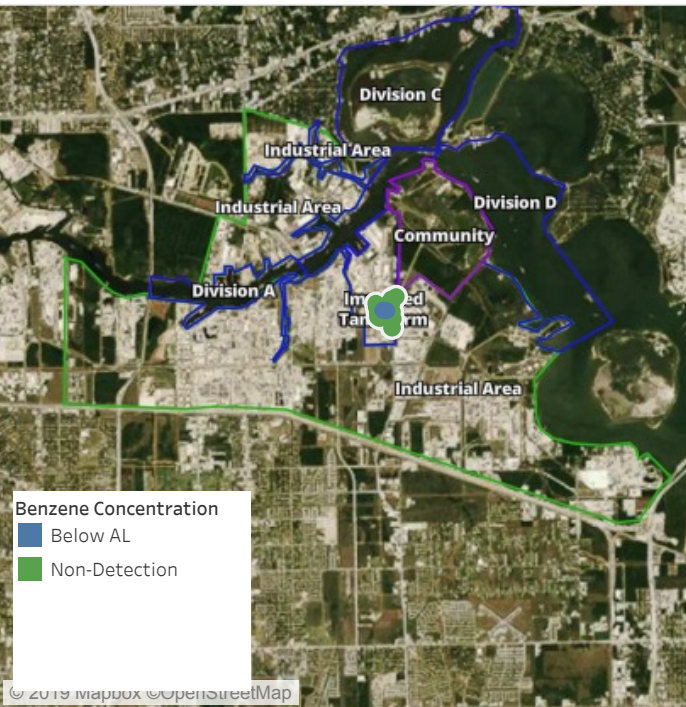 Division C
Industrial Area
Industrial Area
Division D
Community
Division A
Industrial Area
Benzene Concentration
Below AL
Non-Detection
© 2019 Mapbox ©OpenStreetMap